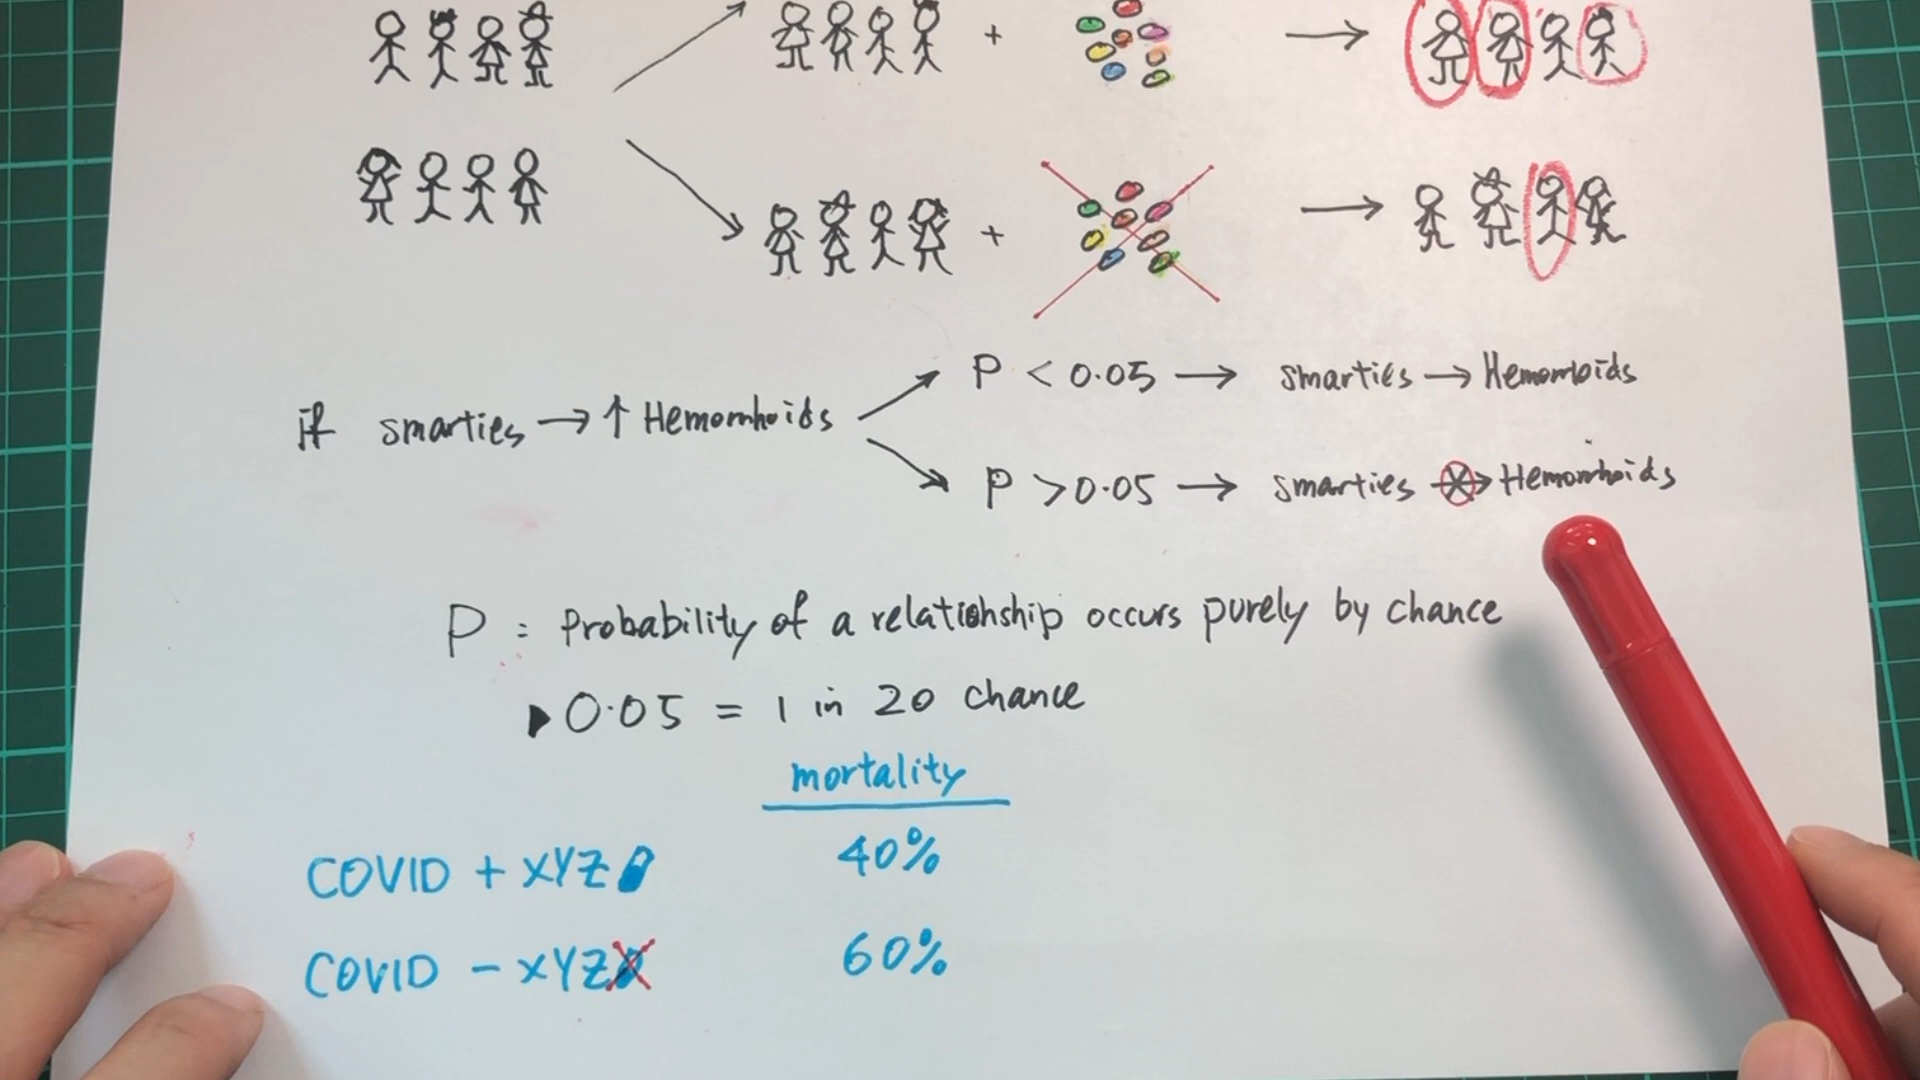 +
+
if smarties → ↑ Hemorrhoids
P < 0.05 → smarties → Hemorrhoids
P > 0.05 → smarties → Hemorrhoids
P : Probability of a relationship occurs purely by chance
0.05 = 1 in 20 chance
mortality
COVID + XYZ 40%
COVID - XYZ 60%